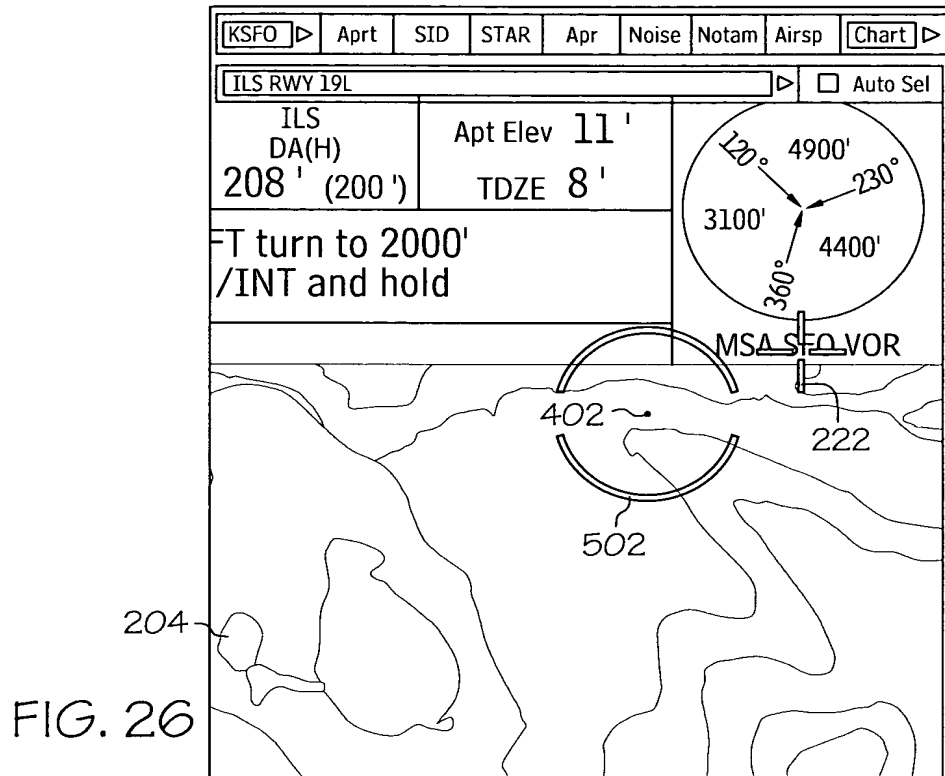 KSFO Aprt SID STAR Apr Noise Notam Airsp Chart
ILS RWY 19L Auto Sel
ILS
DA(H)
208' (200')
Apt Elev 11'
TDZE 8'
FT turn to 2000'
/INT and hold
120°
4900'
230°
3100'
4400'
360°
MSA SFO VOR
402
222
502
204
FIG. 26